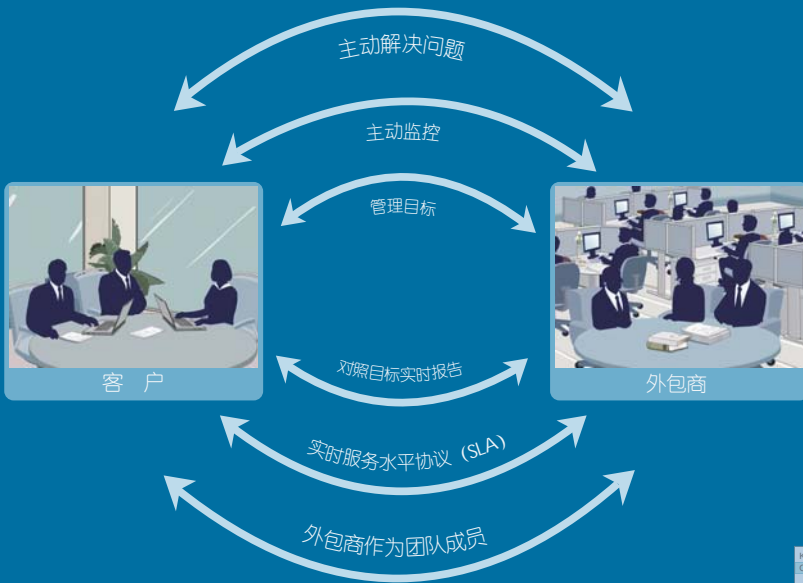 主动解决问题
主动监控
管理目标
客 户
外包商
对照目标实时报告
实时服务水平协议 (SLA)
外包商作为团队成员